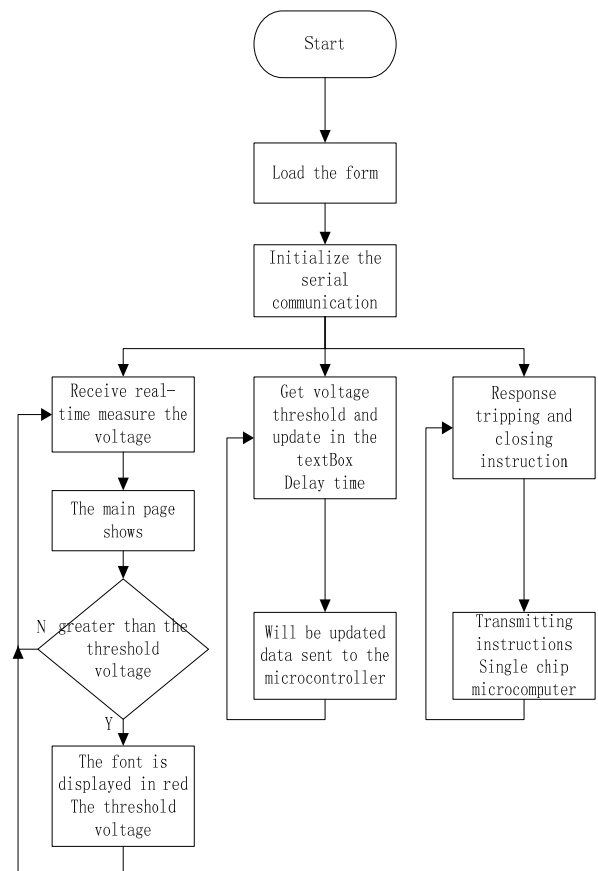 Start
Load the form
Initialize the
serial
communication
Receive real-
time measure the
voltage
Get voltage
threshold and
update in the
textBox
Delay time
Response
tripping and
closing
instruction
The main page
shows
N
greater than the
threshold
voltage
Y
Will be updated
data sent to the
microcontroller
Transmitting
instructions
Single chip
microcomputer
The font is
displayed in red
The threshold
voltage